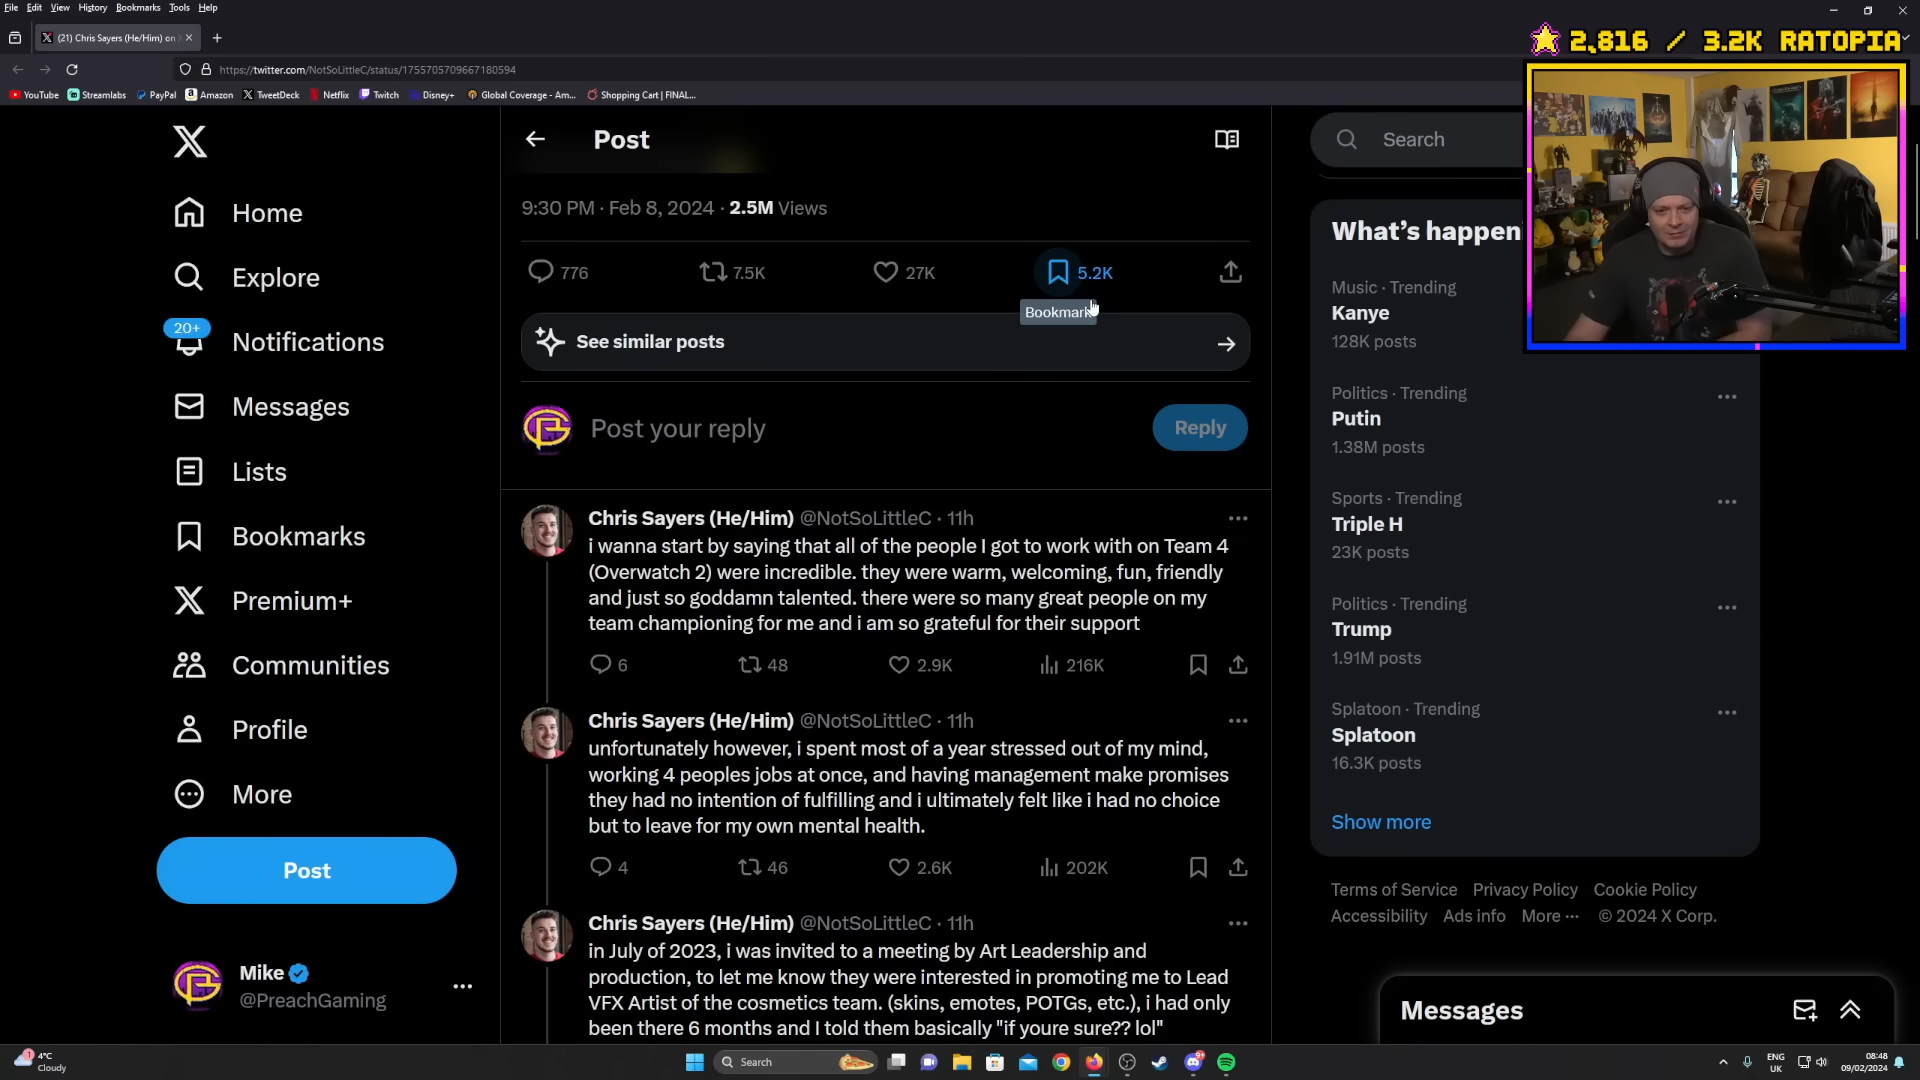 File Edit View History Bookmarks Tools Help
(21) Chris Sayers (He/Him) on
2,816 / 3.2K RATOPIA
https://twitter.com/NotSoLittleC/status/1755705709667180594
YouTube Streamlabs PayPal Amazon TweetDeck Netflix Twitch Disney+ Global Coverage - Am... Shopping Cart | FINAL...
Home
Explore
20+
Notifications
Messages
Lists
Bookmarks
Premium+
Communities
Profile
More
Post
Mike
@PreachGaming
Post
9:30 PM · Feb 8, 2024 · 2.5M Views
776 7.5K 27K 5.2K
Bookmark
See similar posts
Post your reply
Reply
Chris Sayers (He/Him) @NotSoLittleC · 11h
i wanna start by saying that all of the people I got to work with on Team 4
(Overwatch 2) were incredible. they were warm, welcoming, fun, friendly
and just so goddamn talented. there were so many great people on my
team championing for me and i am so grateful for their support
6 48 2.9K 216K
Chris Sayers (He/Him) @NotSoLittleC · 11h
unfortunately however, i spent most of a year stressed out of my mind,
working 4 peoples jobs at once, and having management make promises
they had no intention of fulfilling and i ultimately felt like i had no choice
but to leave for my own mental health.
4 46 2.6K 202K
Chris Sayers (He/Him) @NotSoLittleC · 11h
in July of 2023, i was invited to a meeting by Art Leadership and
production, to let me know they were interested in promoting me to Lead
VFX Artist of the cosmetics team. (skins, emotes, POTGs, etc.), i had only
been there 6 months and I told them basically "if youre sure?? lol"
Search
What's happeni
Music · Trending
Kanye
128K posts
Politics · Trending
Putin
1.38M posts
Sports · Trending
Triple H
23K posts
Politics · Trending
Trump
1.91M posts
Splatoon · Trending
Splatoon
16.3K posts
Show more
Terms of Service Privacy Policy Cookie Policy
Accessibility Ads info More ··· © 2024 X Corp.
Messages
1
4°C
Cloudy
Search
ENG
UK
08:48
09/02/2024